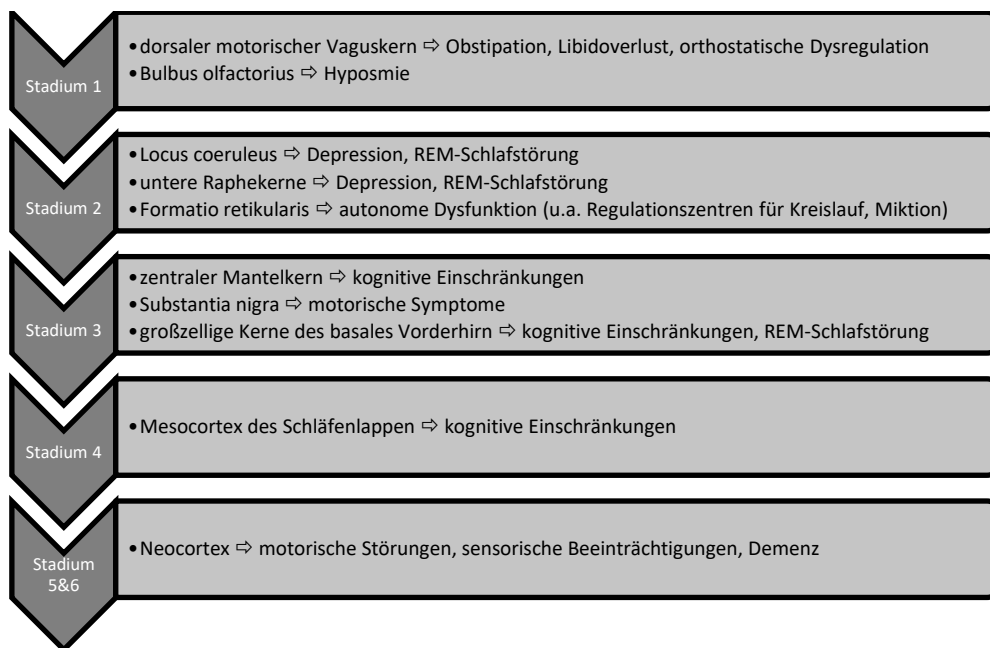 Stadium 1
•dorsaler motorischer Vaguskern ⇨ Obstipation, Libidoverlust, orthostatische Dysregulation
•Bulbus olfactorius ⇨ Hyposmie
Stadium 2
•Locus coeruleus ⇨ Depression, REM-Schlafstörung
•untere Raphekerne ⇨ Depression, REM-Schlafstörung
•Formatio retikularis ⇨ autonome Dysfunktion (u.a. Regulationszentren für Kreislauf, Miktion)
Stadium 3
•zentraler Mantelkern ⇨ kognitive Einschränkungen
•Substantia nigra ⇨ motorische Symptome
•großzellige Kerne des basales Vorderhirn ⇨ kognitive Einschränkungen, REM-Schlafstörung
Stadium 4
•Mesocortex des Schläfenlappen ⇨ kognitive Einschränkungen
Stadium
5&6
•Neocortex ⇨ motorische Störungen, sensorische Beeinträchtigungen, Demenz